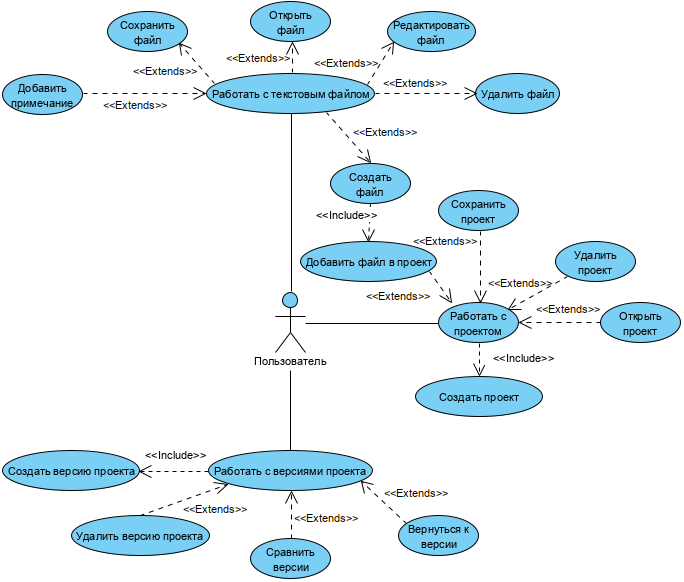 Сохранить
файл
Открыть
файл
Редактировать
файл
<<Extends>>
<<Extends>>
<<Extends>>
Добавить
примечание
<<Extends>>
Работать с текстовым файлом
<<Extends>>
Удалить файл
<<Extends>>
Создать
файл
<<Include>>
Сохранить
проект
<<Extends>>
Добавить файл в проект
Удалить
проект
<<Extends>>
<<Extends>>
<<Extends>>
Работать с
проектом
Открыть
проект
<<Include>>
Пользователь
Создать проект
<<Include>>
Создать версию проекта
Работать с версиями проекта
<<Extends>>
<<Extends>>
<<Extends>>
Удалить версию проекта
Сравнить
версии
Вернуться к
версии